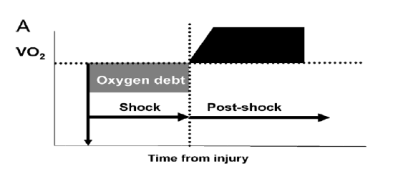 A
VO₂
Oxygen debt
Shock
Post-shock
Time from injury